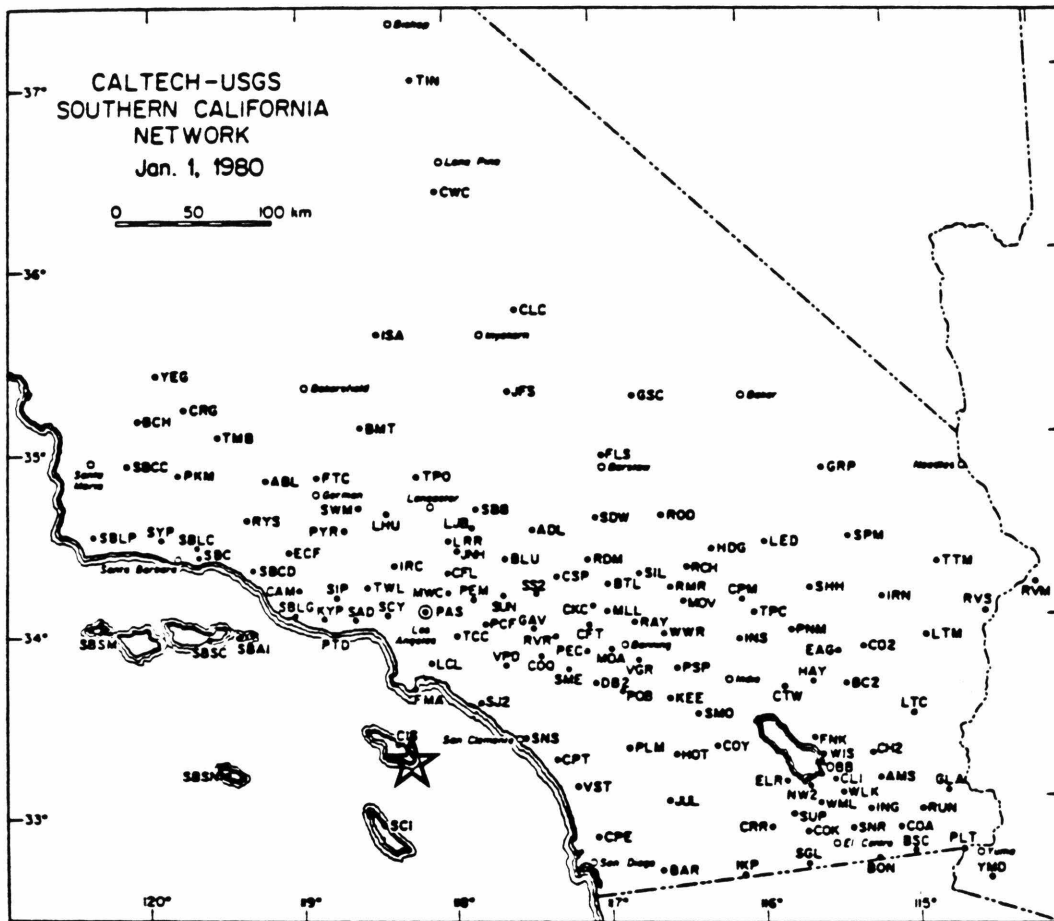 Bishop
TIN
37°
CALTECH-USGS
SOUTHERN CALIFORNIA
NETWORK
Jan. 1, 1980
0 50 100 km
Lone Pine
CWC
36°
CLC
ISA
Inyokern
YEG
Bakersfield
JFS
GSC
Baker
CRG
BCH
BMT
TMB
35°
FLS
Barstow
Santa
Maria
SBCC
PKM
ABL
FTC
TPO
GRP
Needles
Gorman
Lancaster
SWM
LHU
SBB
SDW
ROD
RYS
PYR
LJB
ADL
SBLP
SYP
SBLC
LRR
LED
SPM
SBC
ECF
JNH
HDG
Santa Barbara
BLU
RDM
TTM
SBCD
IRC
CFL
CSP
SIL
RCH
CAM
SIP
TWL
MWC
PEM
SS2
BTL
RMR
CPM
SHH
IRN
RVM
SBLG
KYP
SAD
SCY
PAS
SUN
CKC
MLL
MOV
TPC
RVS
34°
Los
Angeles
PCF
GAV
RAY
SBSM
SBSC
SBAI
PTD
TCC
RVR
CFT
WWR
INS
PNM
LTM
LCL
VPD
COQ
PEC
MOA
Banning
EAG
CO2
SME
VGR
PSP
Indio
HAY
BC2
DB2
FMA
SJ2
POB
KEE
CTW
LTC
SMO
CIS
San Clemente
SNS
PLM
HOT
COY
FNK
WIS
CH2
SBSN
CPT
OBB
VST
ELR
CLI
AMS
GLA
NW2
WLK
JUL
WML
ING
RUN
33°
SCI
SUP
CPE
CRR
COK
SNR
COA
El Centro
BSC
PLT
San Diego
SGL
Yuma
BAR
IKP
BON
YMD
120° 119° 118° 117° 116° 115°